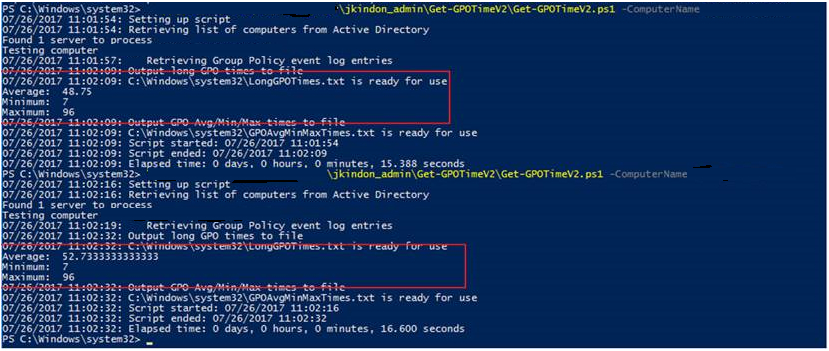 PS C:\Windows\system32> \jkindon_admin\Get-GPOTimeV2\Get-GPOTimeV2.ps1 -ComputerName
07/26/2017 11:01:54: Setting up script
07/26/2017 11:01:54: Retrieving list of computers from Active Directory
Found 1 server to process
Testing computer
07/26/2017 11:01:57: Retrieving Group Policy event log entries
07/26/2017 11:02:09: Output long GPO times to file
07/26/2017 11:02:09: C:\Windows\system32\LongGPOTimes.txt is ready for use
Average: 48.75
Minimum: 7
Maximum: 96
07/26/2017 11:02:09: Output GPO Avg/Min/Max times to file
07/26/2017 11:02:09: C:\Windows\system32\GPOAvgMinMaxTimes.txt is ready for use
07/26/2017 11:02:09: Script started: 07/26/2017 11:01:54
07/26/2017 11:02:09: Script ended: 07/26/2017 11:02:09
07/26/2017 11:02:09: Elapsed time: 0 days, 0 hours, 0 minutes, 15.388 seconds
PS C:\Windows\system32> \jkindon_admin\Get-GPOTimeV2\Get-GPOTimeV2.ps1 -ComputerName
07/26/2017 11:02:16: Setting up script
07/26/2017 11:02:16: Retrieving list of computers from Active Directory
Found 1 server to process
Testing computer
07/26/2017 11:02:19: Retrieving Group Policy event log entries
07/26/2017 11:02:32: Output long GPO times to file
07/26/2017 11:02:32: C:\Windows\system32\LongGPOTimes.txt is ready for use
Average: 52.7333333333333
Minimum: 7
Maximum: 96
07/26/2017 11:02:32: Output GPO Avg/Min/Max times to file
07/26/2017 11:02:32: C:\Windows\system32\GPOAvgMinMaxTimes.txt is ready for use
07/26/2017 11:02:32: Script started: 07/26/2017 11:02:16
07/26/2017 11:02:32: Script ended: 07/26/2017 11:02:32
07/26/2017 11:02:32: Elapsed time: 0 days, 0 hours, 0 minutes, 16.600 seconds
PS C:\Windows\system32> _